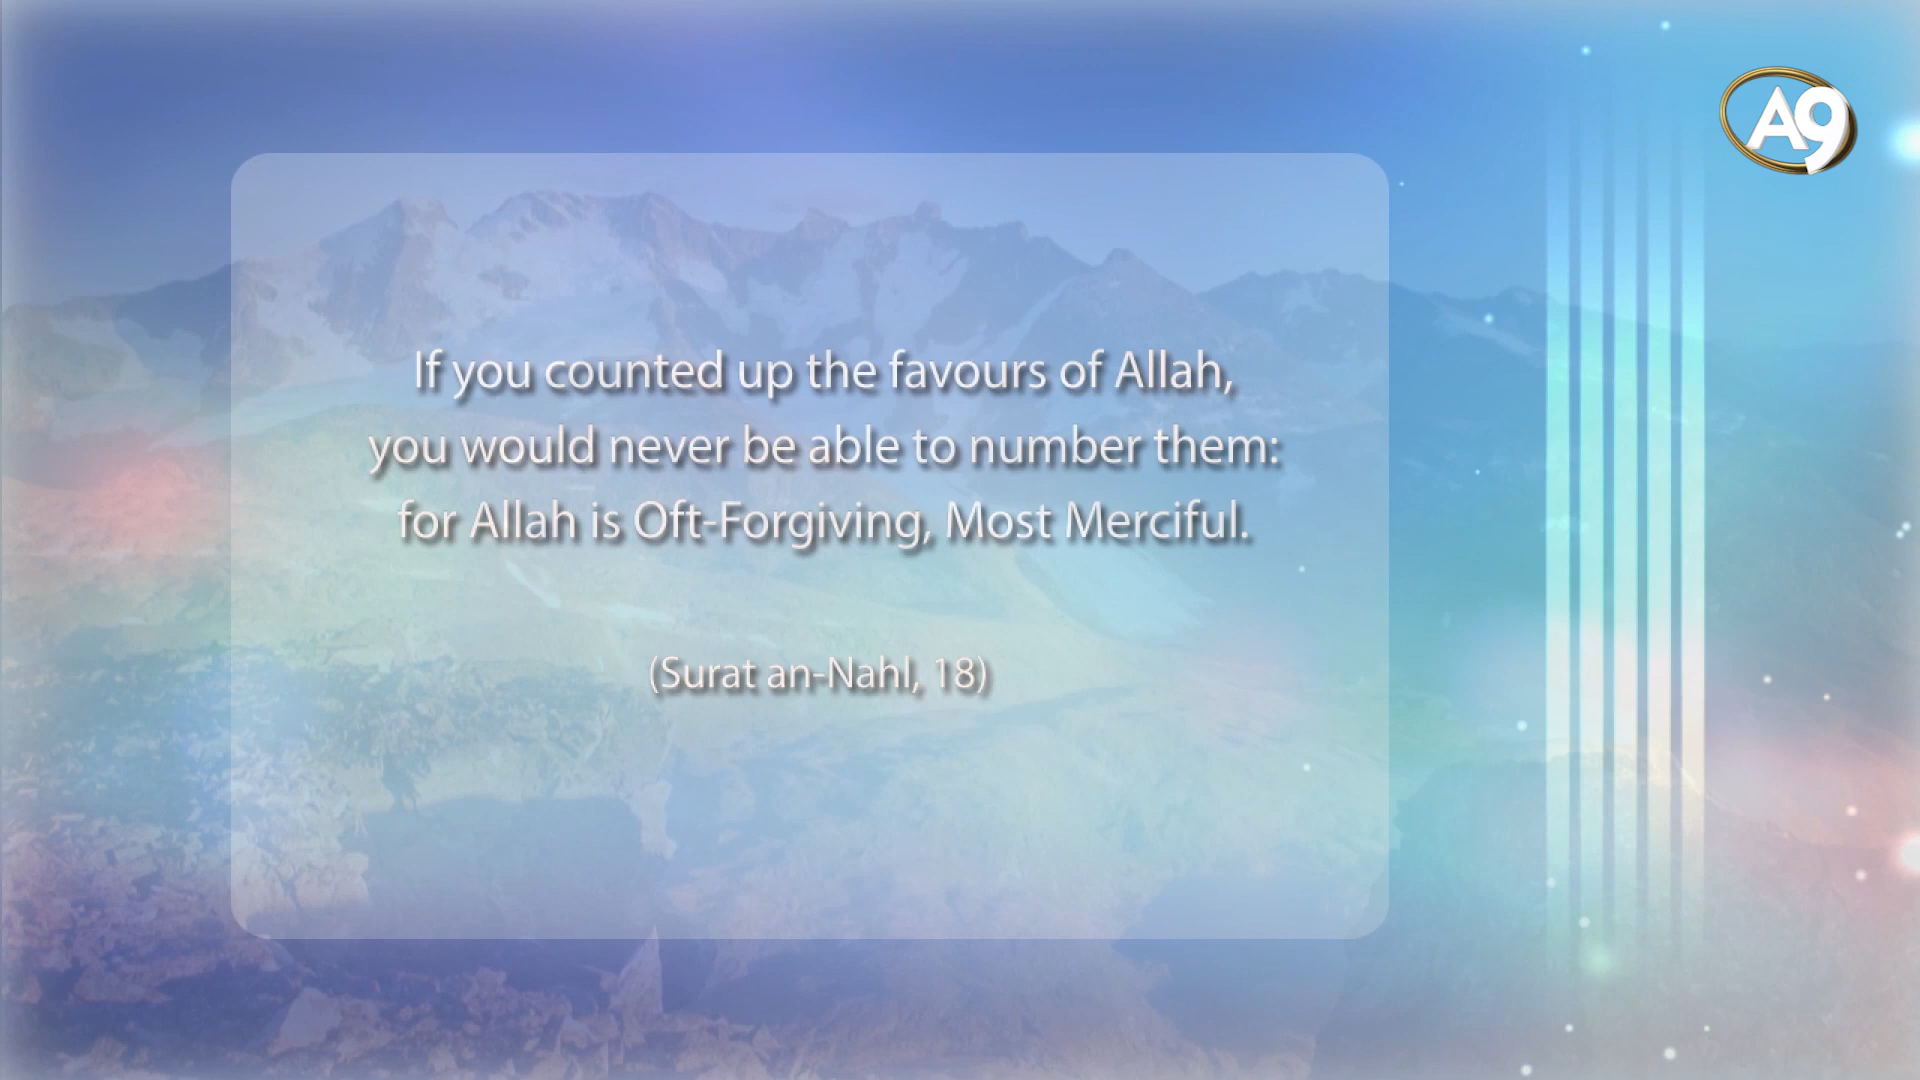 A9
If you counted up the favours of Allah,
you would never be able to number them:
for Allah is Oft-Forgiving, Most Merciful.
(Surat an-Nahl, 18)